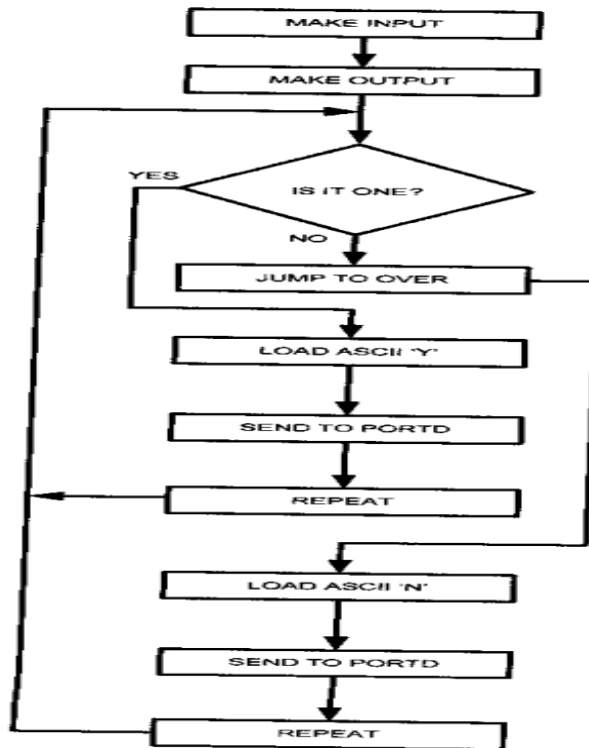 MAKE INPUT
MAKE OUTPUT
YES
IS IT ONE?
NO
JUMP TO OVER
LOAD ASCII 'Y'
SEND TO PORTD
REPEAT
LOAD ASCII 'N'
SEND TO PORTD
REPEAT